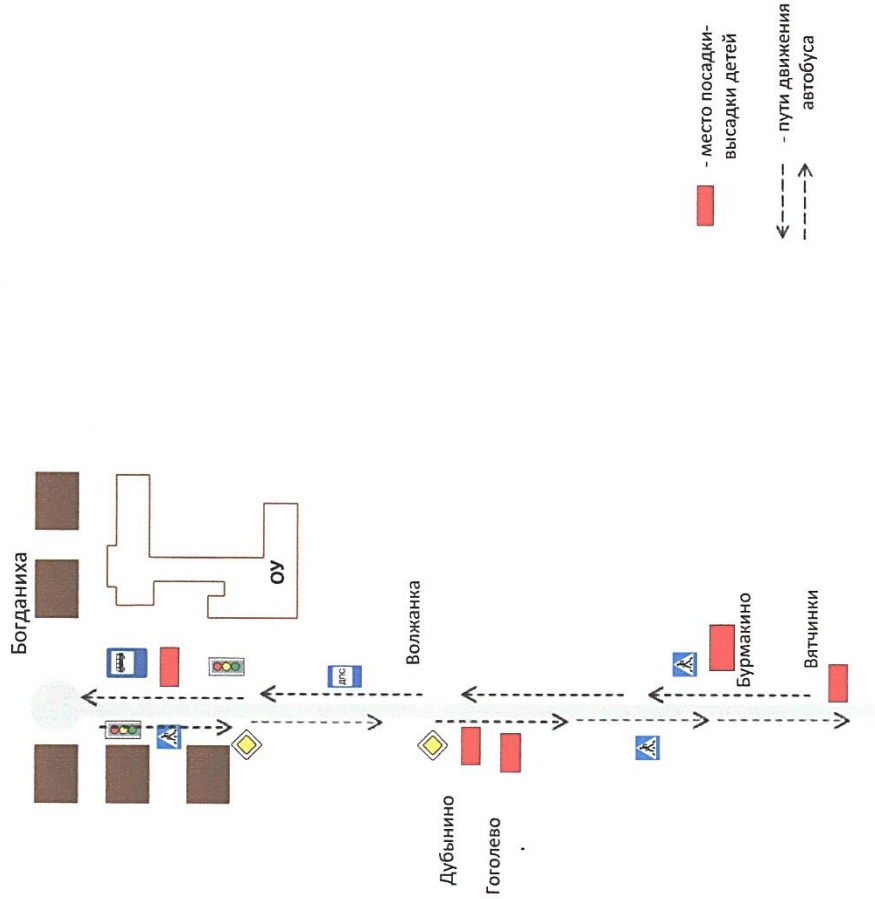 Богданиха
ОУ
ДПС
Волжанка
Дубынино
Гоголево
Бурмакино
Вятчинки
- место посадки-
высадки детей
- пути движения
автобуса